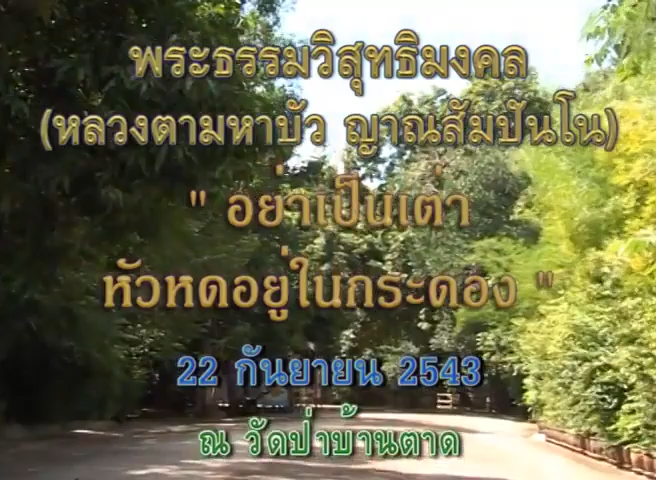 พระธรรมวิสุทธิมงคล
(หลวงตามหาบัว ญาณสัมปันโน)
" อย่าเป็นเต่า
หัวหดอยู่ในกระดอง "
22 กันยายน 2543
ณ วัดป่าบ้านตาด